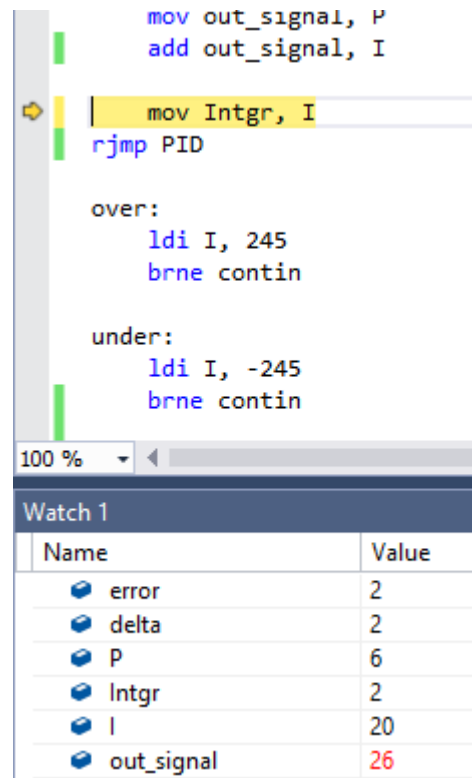 mov out_signal, P
add out_signal, I
mov Intgr, I
rjmp PID
over:
ldi I, 245
brne contin
under:
ldi I, -245
brne contin
100 %
Watch 1
Name Value
error 2
delta 2
P 6
Intgr 2
I 20
out_signal 26